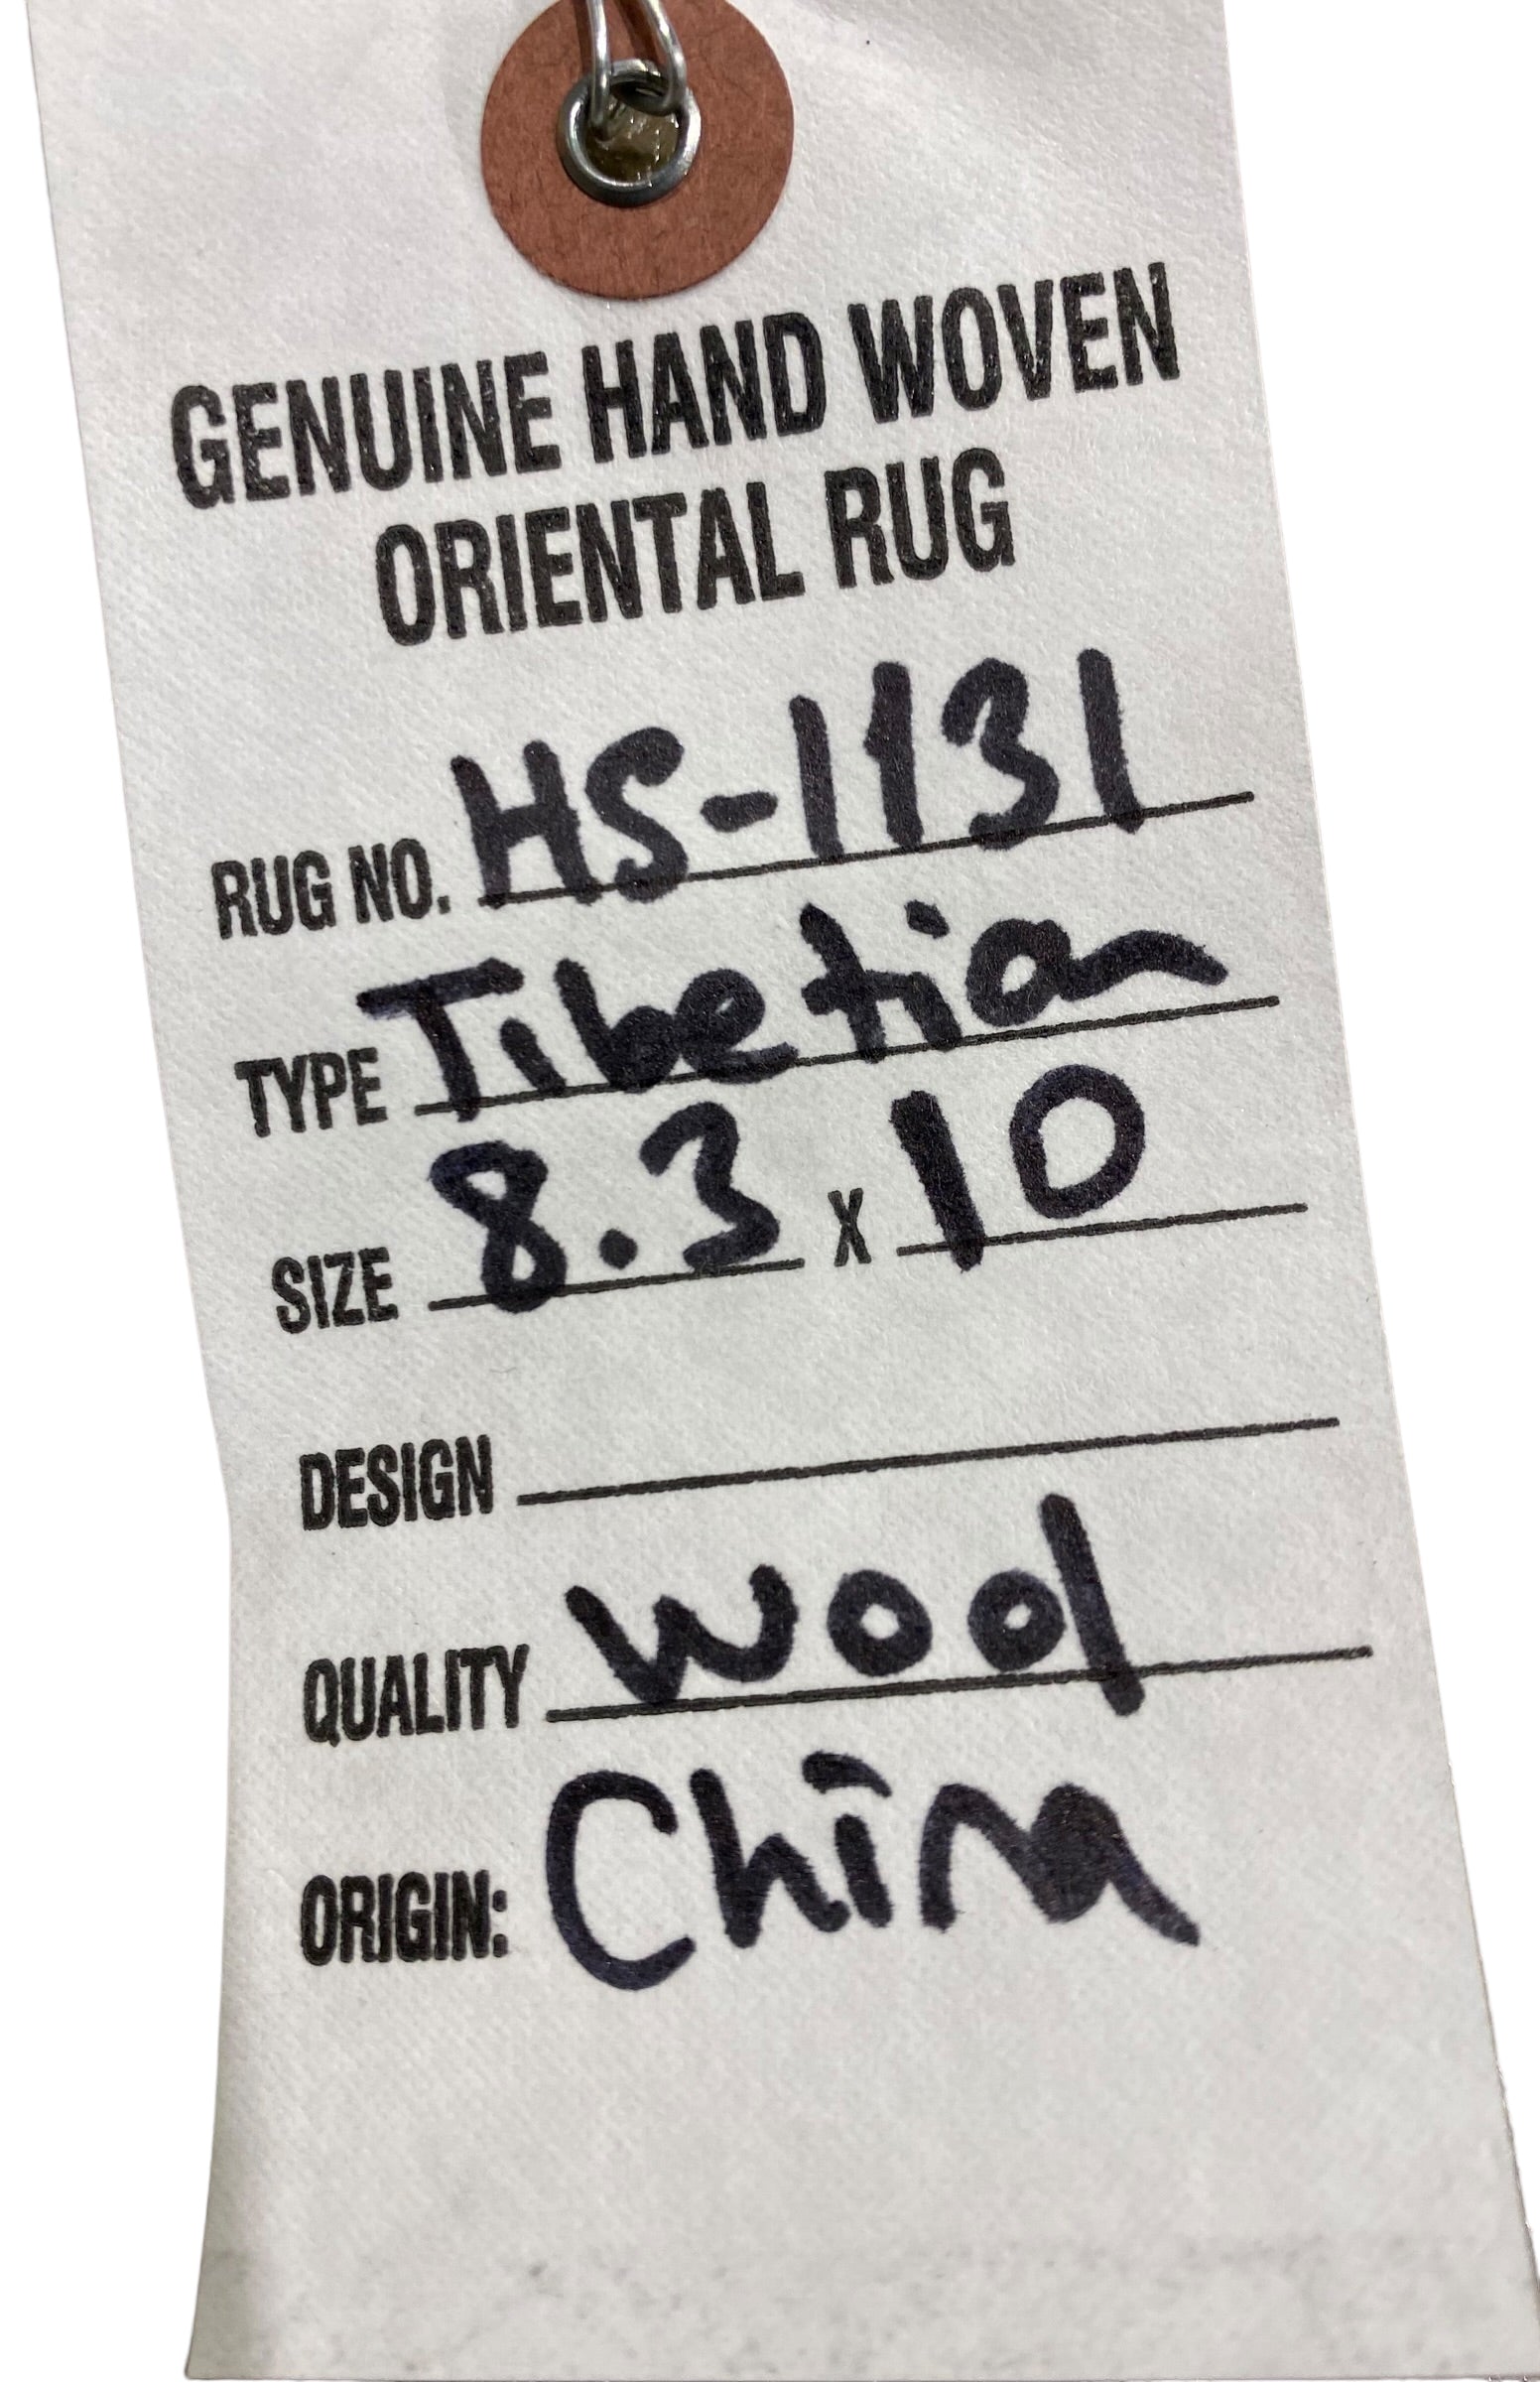 GENUINE HAND WOVEN
ORIENTAL RUG
RUG NO. HS-1131
TYPE Tibetian
SIZE 8.3 X 10
DESIGN
QUALITY Wool
ORIGIN: China